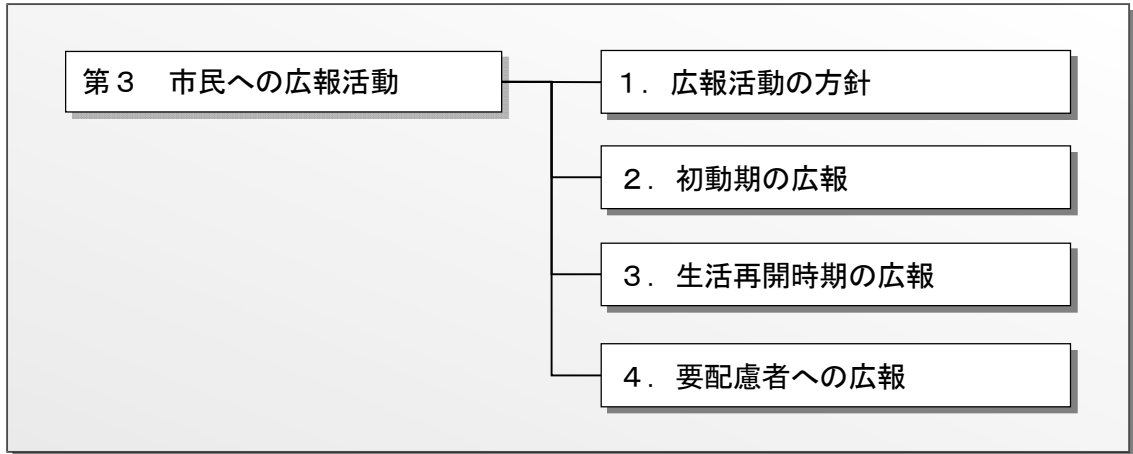 第３　市民への広報活動
１．広報活動の方針
２．初動期の広報
３．生活再開時期の広報
４．要配慮者への広報